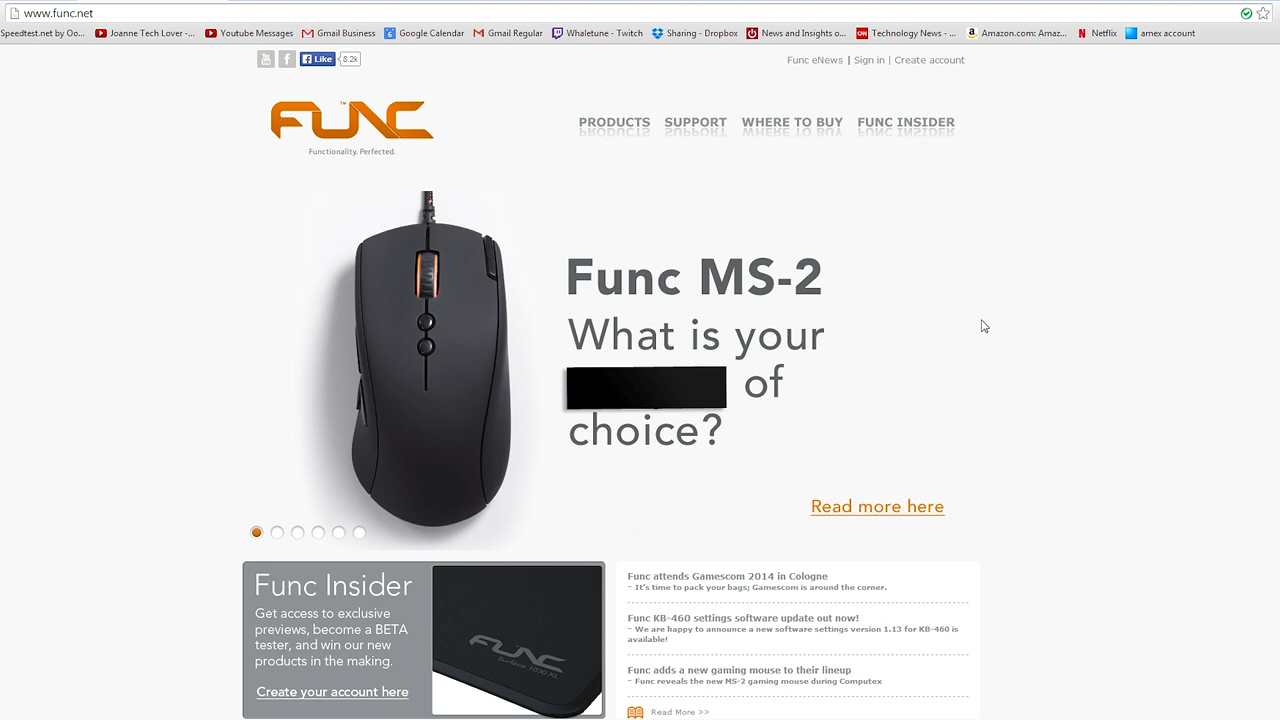 www.func.net
Speedtest.net by Oo... Joanne Tech Lover -... Youtube Messages Gmail Business Google Calendar Gmail Regular Whaletune - Twitch Sharing - Dropbox News and Insights o... Technology News - ... Amazon.com: Amaz... Netflix amex account
Like 8.2k Func eNews | Sign in | Create account
FUNC™
Functionality. Perfected.
PRODUCTS SUPPORT WHERE TO BUY FUNC INSIDER
Func MS-2
What is your
of
choice?
Read more here
Func Insider
Get access to exclusive
previews, become a BETA
tester, and win our new
products in the making.
Create your account here
FUNC
Surface 1030 XL
Func attends Gamescom 2014 in Cologne
- It's time to pack your bags; Gamescom is around the corner.
Func KB-460 settings software update out now!
- We are happy to announce a new software settings version 1.13 for KB-460 is
available!
Func adds a new gaming mouse to their lineup
- Func reveals the new MS-2 gaming mouse during Computex
Read More >>